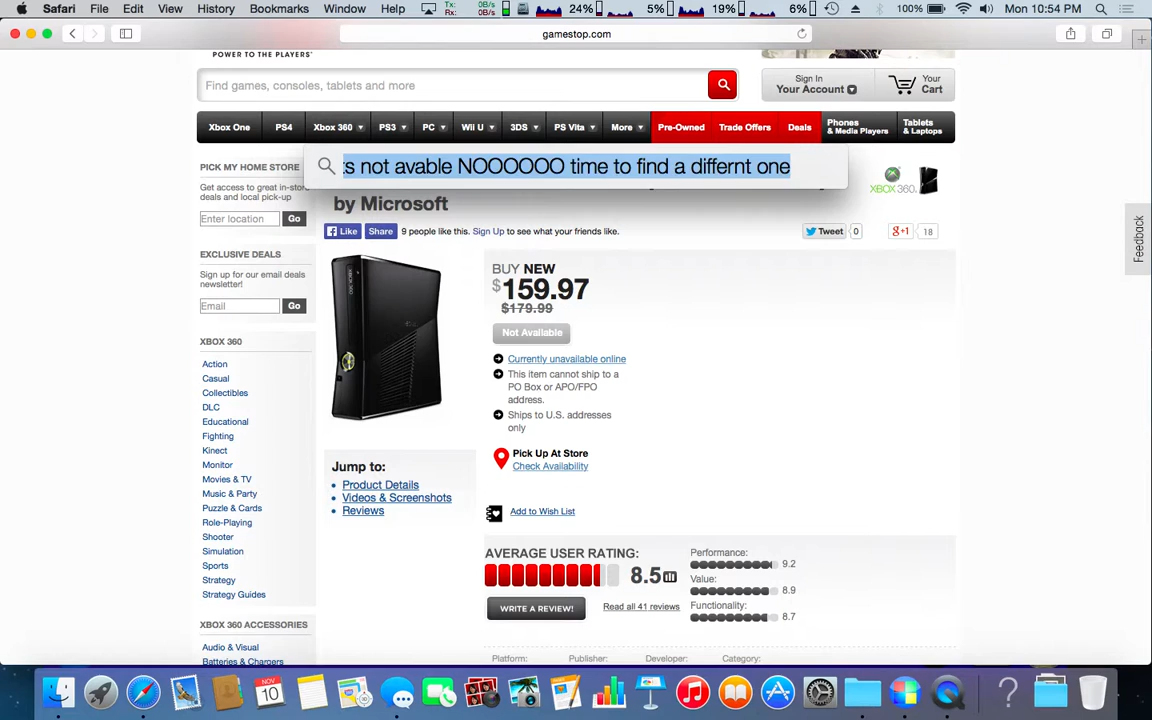 Safari File Edit View History Bookmarks Window Help Tx: 0B/s Rx: 0B/s 24% 5% 19% 6% 100% Mon 10:54 PM
gamestop.com
POWER TO THE PLAYERS'
Find games, consoles, tablets and more
Sign In
Your Account
Your
Cart
Xbox One PS4 Xbox 360 PS3 PC Wii U 3DS PS Vita More Pre-Owned Trade Offers Deals Phones & Media Players Tablets & Laptops
ts not avable NOOOOOO time to find a differnt one
by Microsoft
XBOX 360
Like Share 9 people like this. Sign Up to see what your friends like.
Tweet 0 g+1 18
PICK MY HOME STORE
Get access to great in-store
deals and local pick-up
Enter location Go
EXCLUSIVE DEALS
Sign up for our email deals
newsletter!
Email Go
XBOX 360
Action
Casual
Collectibles
DLC
Educational
Fighting
Kinect
Monitor
Movies & TV
Music & Party
Puzzle & Cards
Role-Playing
Shooter
Simulation
Sports
Strategy
Strategy Guides
XBOX 360 ACCESSORIES
Audio & Visual
Batteries & Chargers
BUY NEW
$159.97
$179.99
Not Available
Currently unavailable online
This item cannot ship to a
PO Box or APO/FPO
address.
Ships to U.S. addresses
only
Pick Up At Store
Check Availability
Add to Wish List
Jump to:
Product Details
Videos & Screenshots
Reviews
AVERAGE USER RATING:
8.5
WRITE A REVIEW!
Read all 41 reviews
Performance:
9.2
Value:
8.9
Functionality:
8.7
Platform: Publisher: Developer: Category:
Feedback
NOV
10